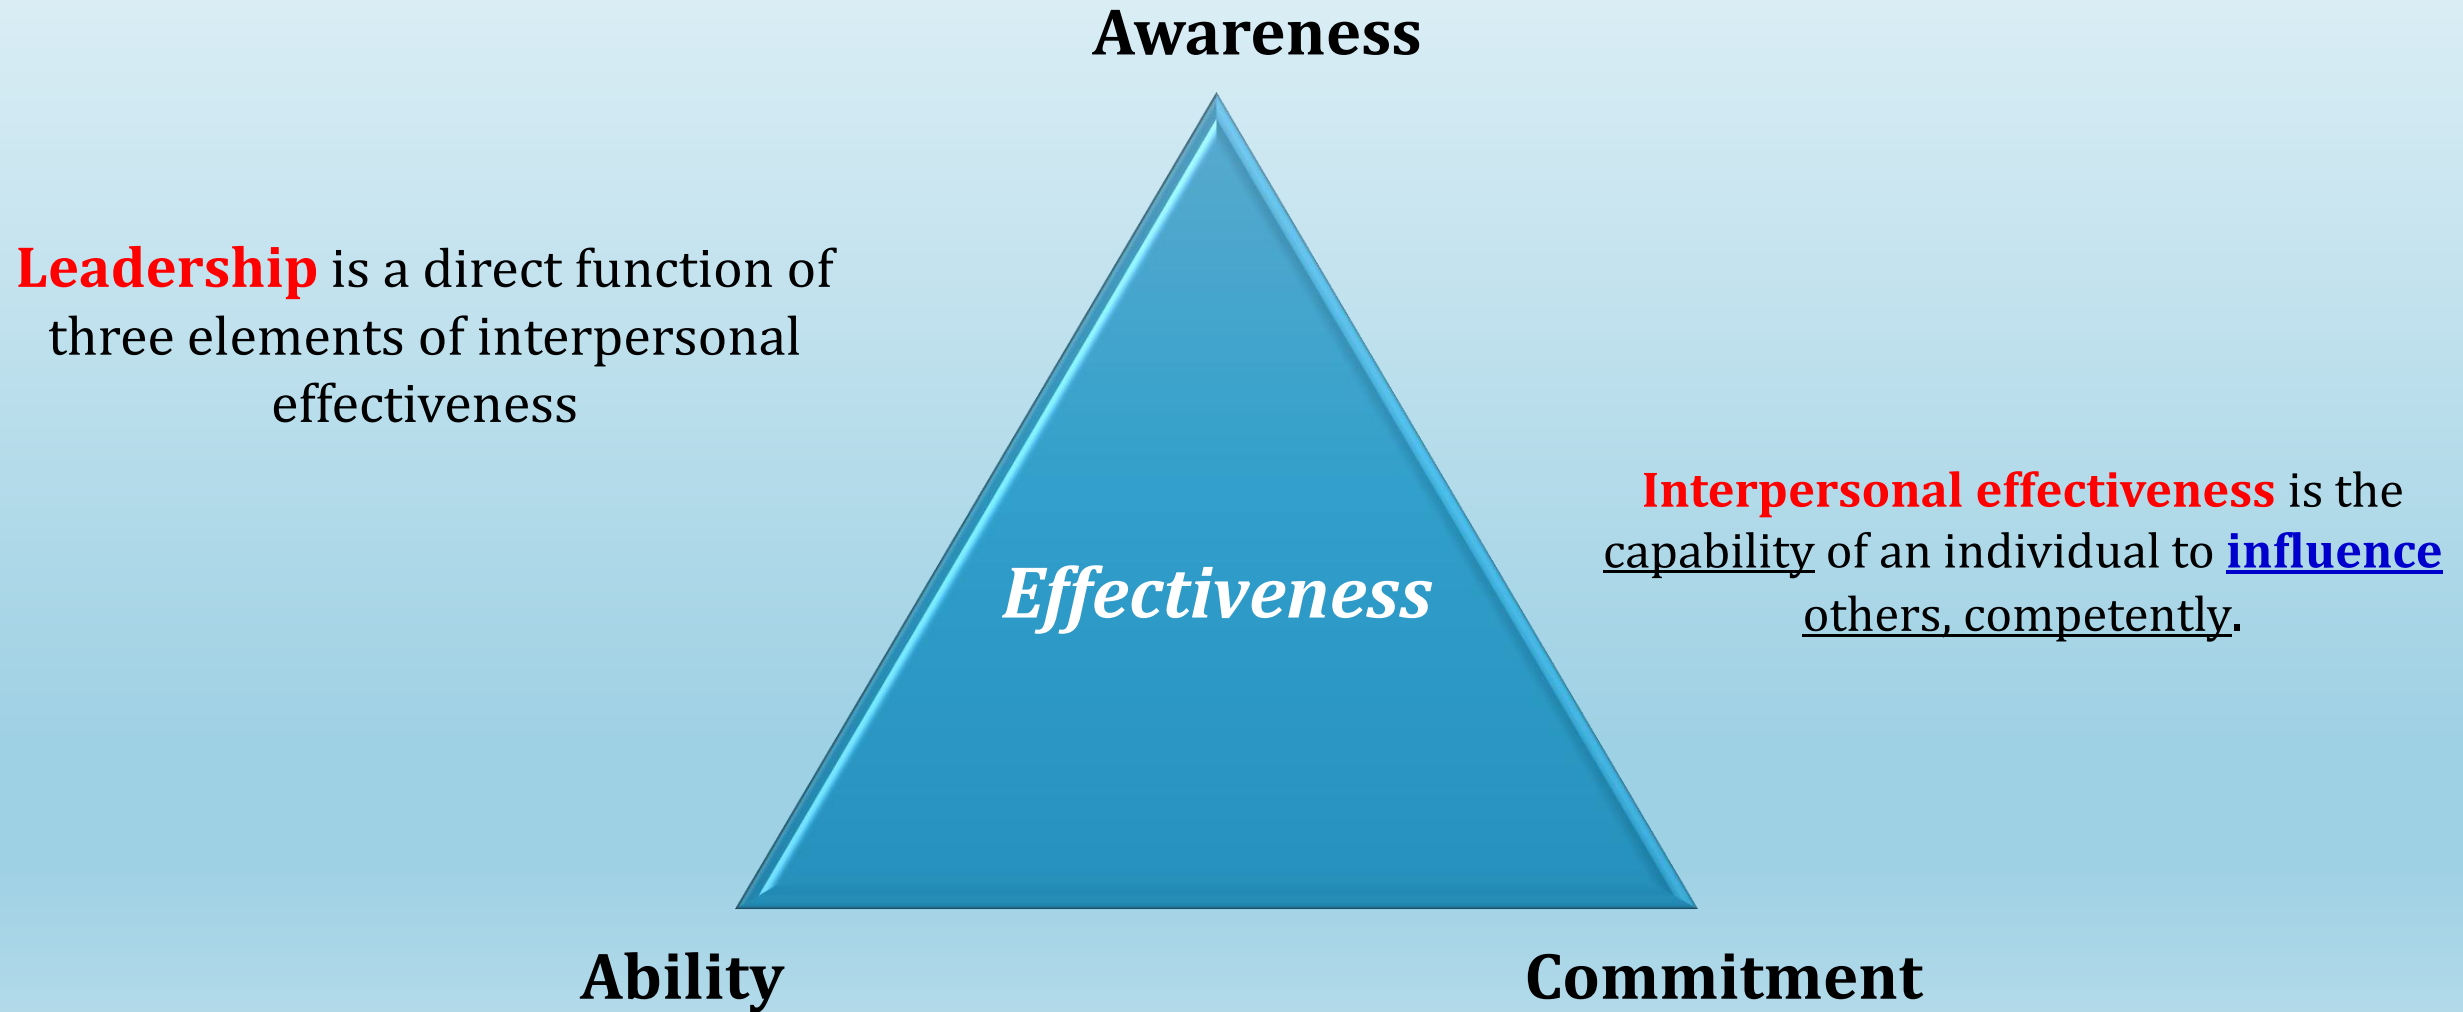 Awareness
Leadership is a direct function of
three elements of interpersonal
effectiveness
Interpersonal effectiveness is the
capability of an individual to influence
others, competently.
Effectiveness
Ability
Commitment